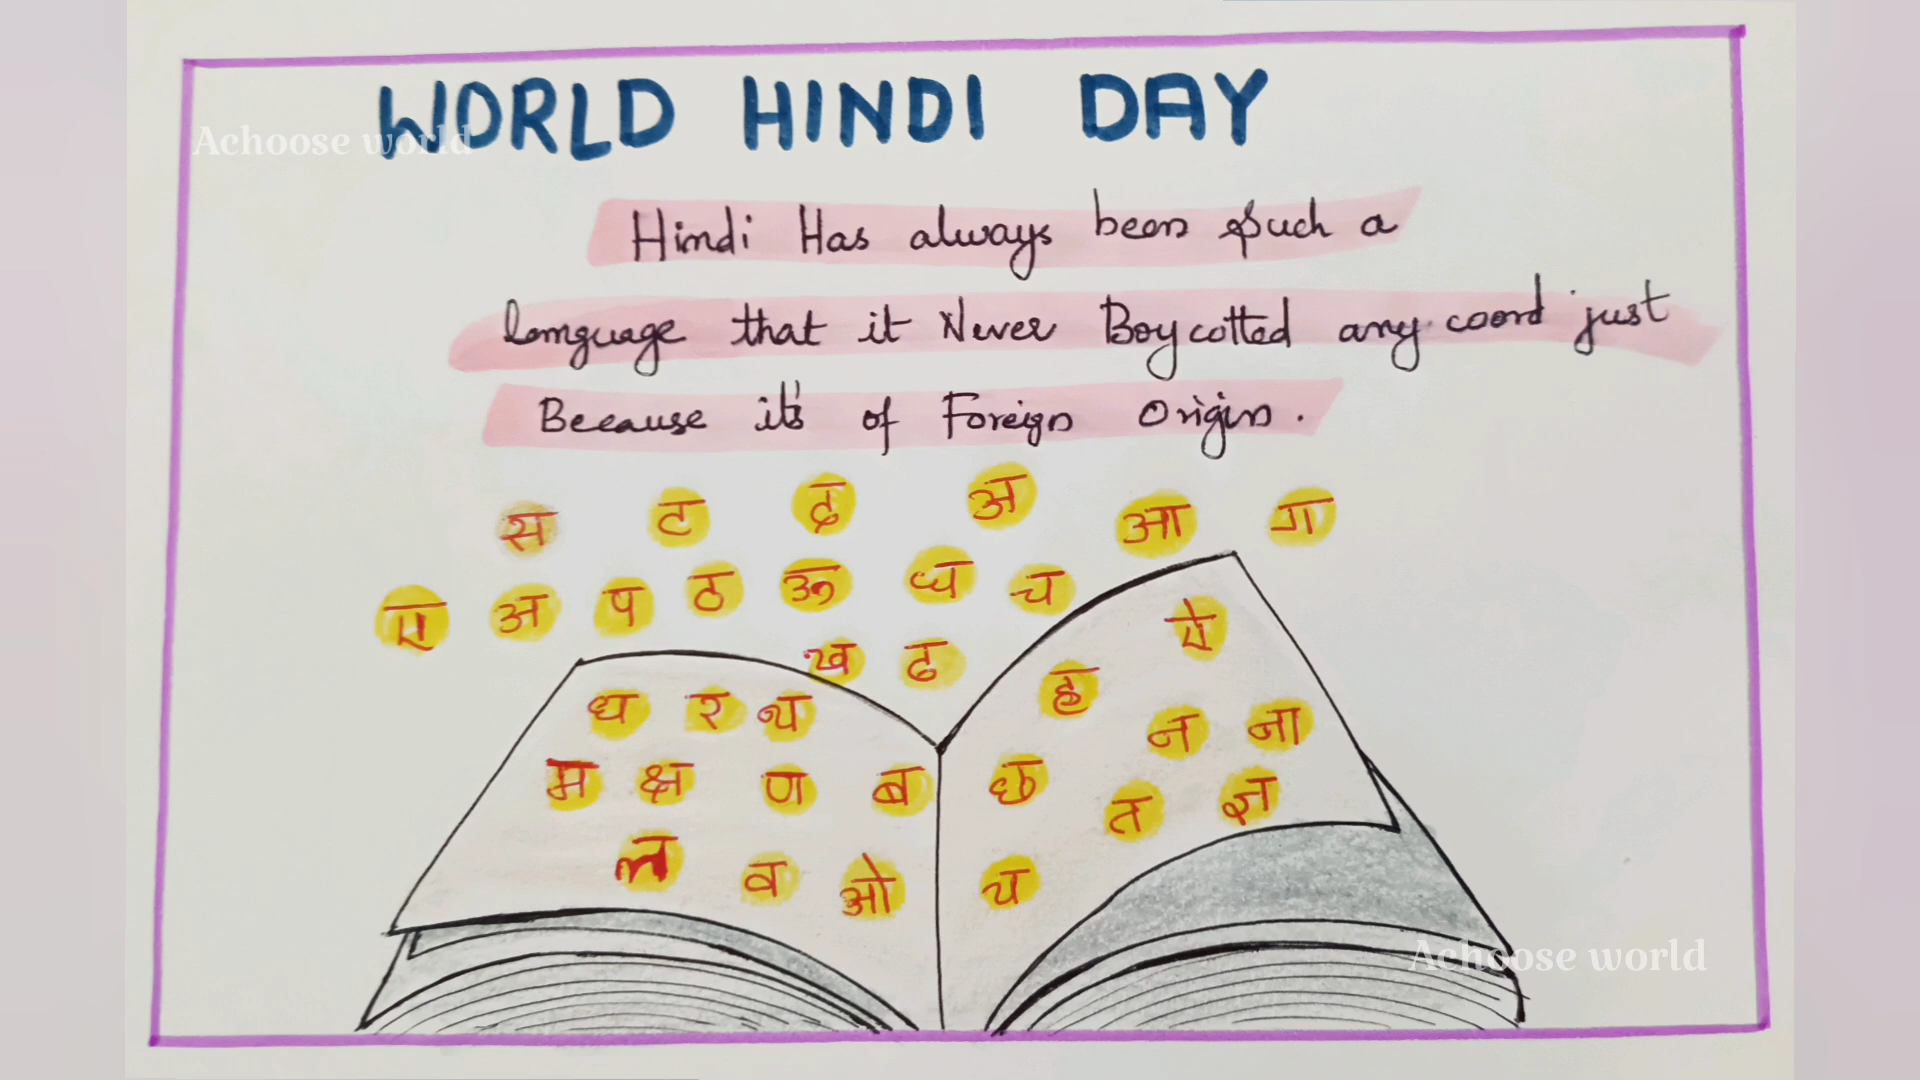 WORLD HINDI DAY
Achoose world
Hindi Has always been such a
language that it Never Boycotted any word just
Because it's of Foreign Origin.
स ट द अ आ ग
ए अ प ठ ऊ ध च
ख ढ ऐ
घ र थ ह न ना
म क्ष ण ब छ त ज्ञ
ल व ओ च
Achoose world